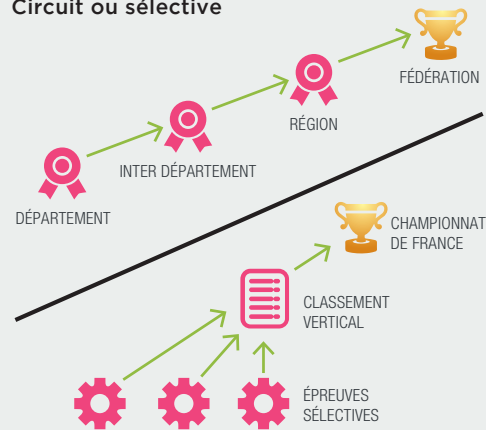 Circuit ou sélective
FÉDÉRATION
RÉGION
INTER DÉPARTEMENT
DÉPARTEMENT
CHAMPIONNAT
DE FRANCE
CLASSEMENT
VERTICAL
ÉPREUVES
SÉLECTIVES